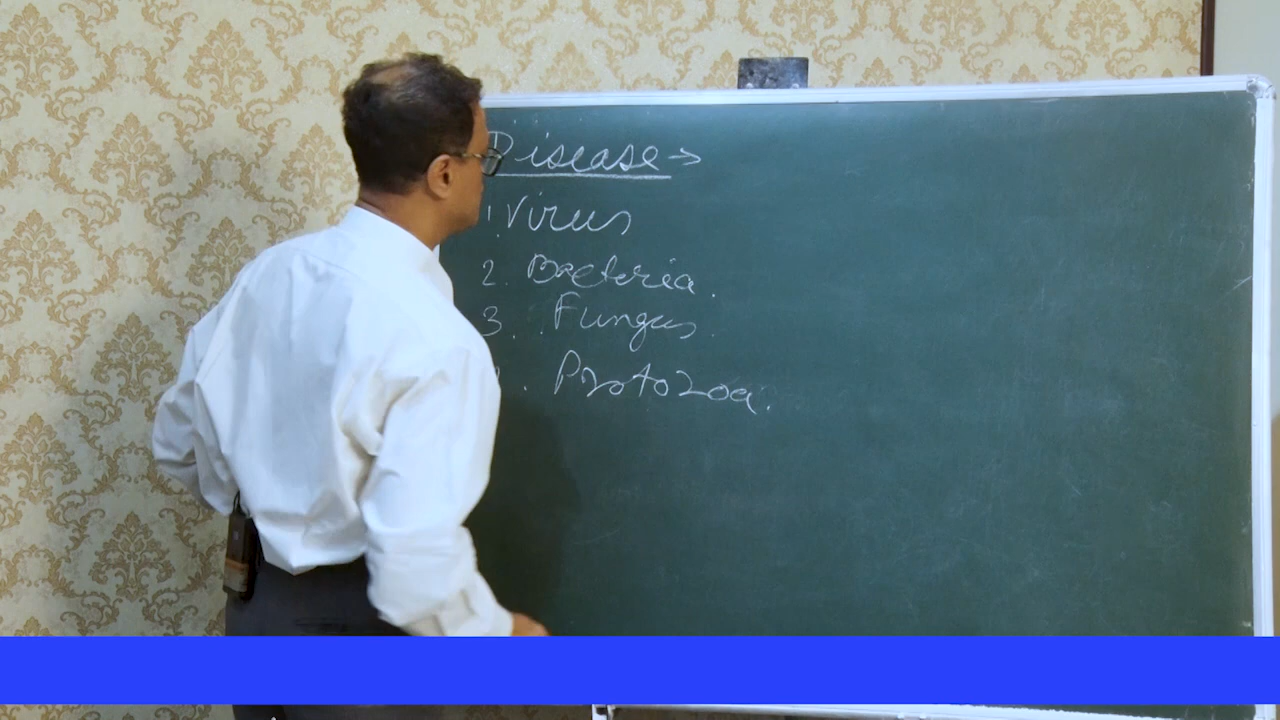 Disease →
1. Virus
2. Bacteria.
3. Fungus.
. Protozoa.